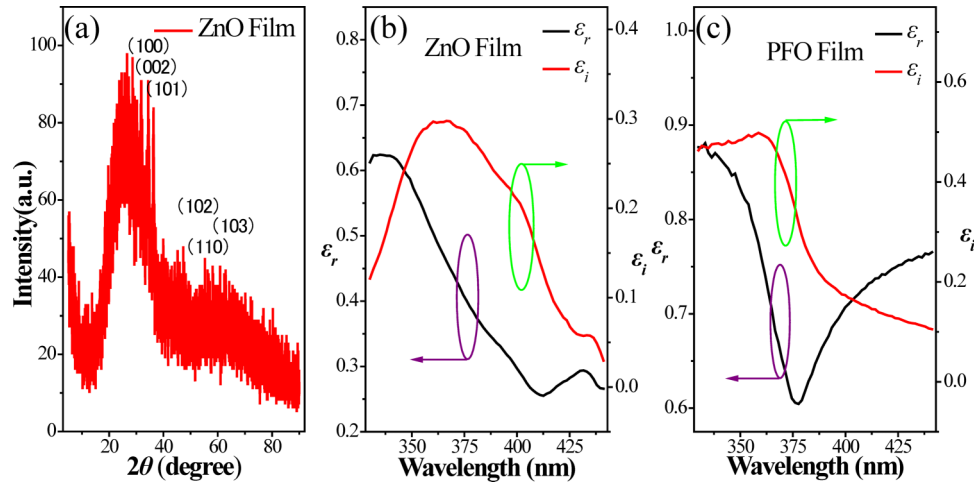 (a)
ZnO Film
(100)
(002)
(101)
(102)
(103)
(110)
Intensity(a.u.)
100
80
60
40
20
0
0 20 40 60 80
2θ (degree)
(b)
ZnO Film
εr
εi
0.8
0.7
0.6
0.5
0.4
0.3
0.2
εr
350 375 400 425
Wavelength (nm)
0.4
0.3
0.2
0.1
0.0
εi
(c)
PFO Film
εr
εi
1.0
0.9
0.8
0.7
0.6
εr
350 375 400 425
Wavelength (nm)
0.6
0.4
0.2
0.0
εi